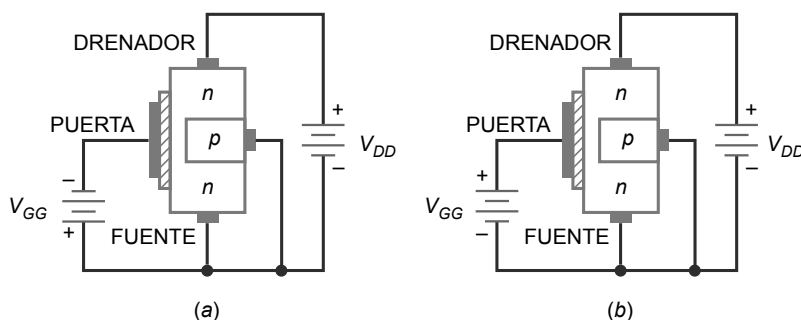 DRENADOR
n
PUERTA
p
+
V_DD
–
–
V_GG
+
n
FUENTE
(a)
DRENADOR
n
PUERTA
p
+
V_DD
–
+
V_GG
–
n
FUENTE
(b)